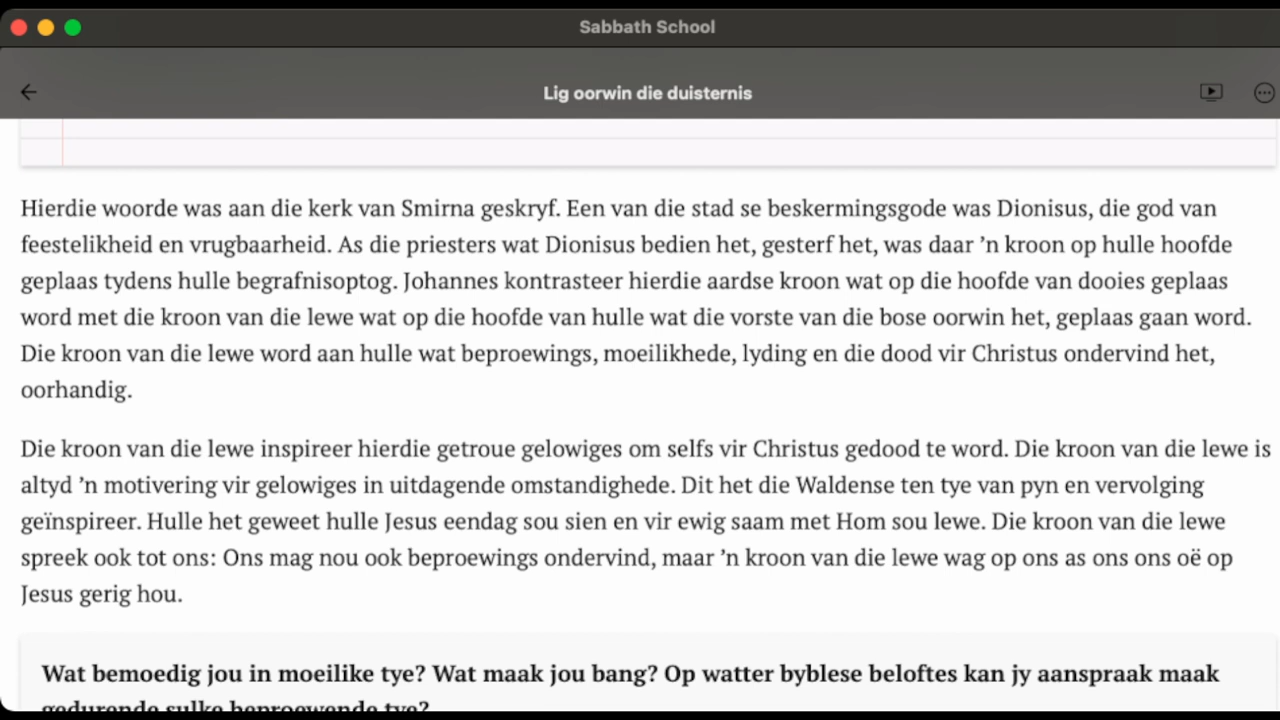 Sabbath School
Lig oorwin die duisternis
Hierdie woorde was aan die kerk van Smirna geskryf. Een van die stad se beskermingsgode was Dionisus, die god van
feestelikheid en vrugbaarheid. As die priesters wat Dionisus bedien het, gesterf het, was daar ’n kroon op hulle hoofde
geplaas tydens hulle begrafnisoptog. Johannes kontrasteer hierdie aardse kroon wat op die hoofde van dooies geplaas
word met die kroon van die lewe wat op die hoofde van hulle wat die vorste van die bose oorwin het, geplaas gaan word.
Die kroon van die lewe word aan hulle wat beproewings, moeilikhede, lyding en die dood vir Christus ondervind het,
oorhandig.
Die kroon van die lewe inspireer hierdie getroue gelowiges om selfs vir Christus gedood te word. Die kroon van die lewe is
altyd ’n motivering vir gelowiges in uitdagende omstandighede. Dit het die Waldense ten tye van pyn en vervolging
geïnspireer. Hulle het geweet hulle Jesus eendag sou sien en vir ewig saam met Hom sou lewe. Die kroon van die lewe
spreek ook tot ons: Ons mag nou ook beproewings ondervind, maar ’n kroon van die lewe wag op ons as ons ons oë op
Jesus gerig hou.
Wat bemoedig jou in moeilike tye? Wat maak jou bang? Op watter byblese beloftes kan jy aanspraak maak
gedurende sulke beproewende tye?